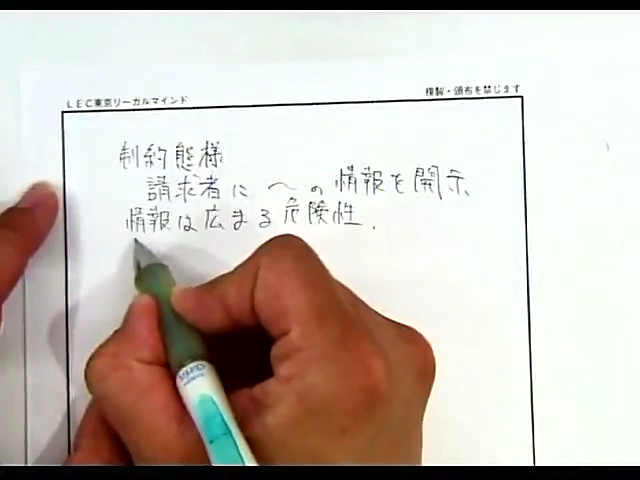 LEC東京リーガルマインド
複製・頒布を禁じます
制約態様
請求者に 〜の情報を開示、
情報は広まる危険性.